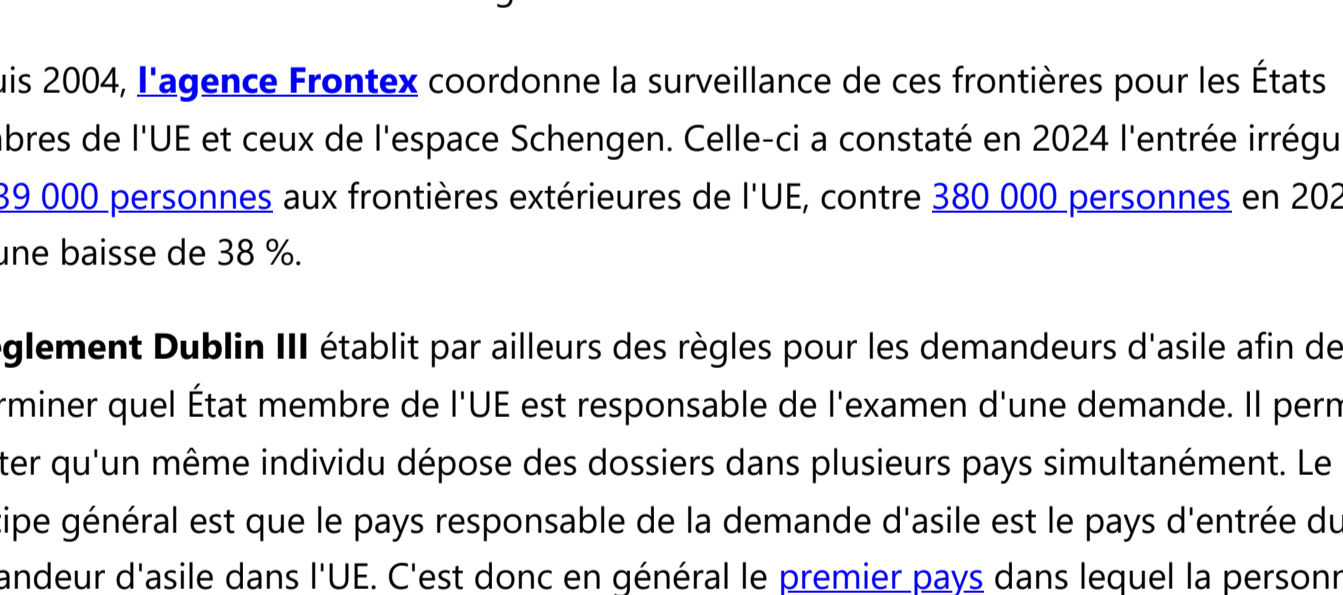 uis 2004, l'agence Frontex coordonne la surveillance de ces frontières pour les États
bres de l'UE et ceux de l'espace Schengen. Celle-ci a constaté en 2024 l'entrée irrégu
39 000 personnes aux frontières extérieures de l'UE, contre 380 000 personnes en 202
une baisse de 38 %.
glement Dublin III établit par ailleurs des règles pour les demandeurs d'asile afin de
rminer quel État membre de l'UE est responsable de l'examen d'une demande. Il perm
ter qu'un même individu dépose des dossiers dans plusieurs pays simultanément. Le
cipe général est que le pays responsable de la demande d'asile est le pays d'entrée du
andeur d'asile dans l'UE. C'est donc en général le premier pays dans lequel la personn